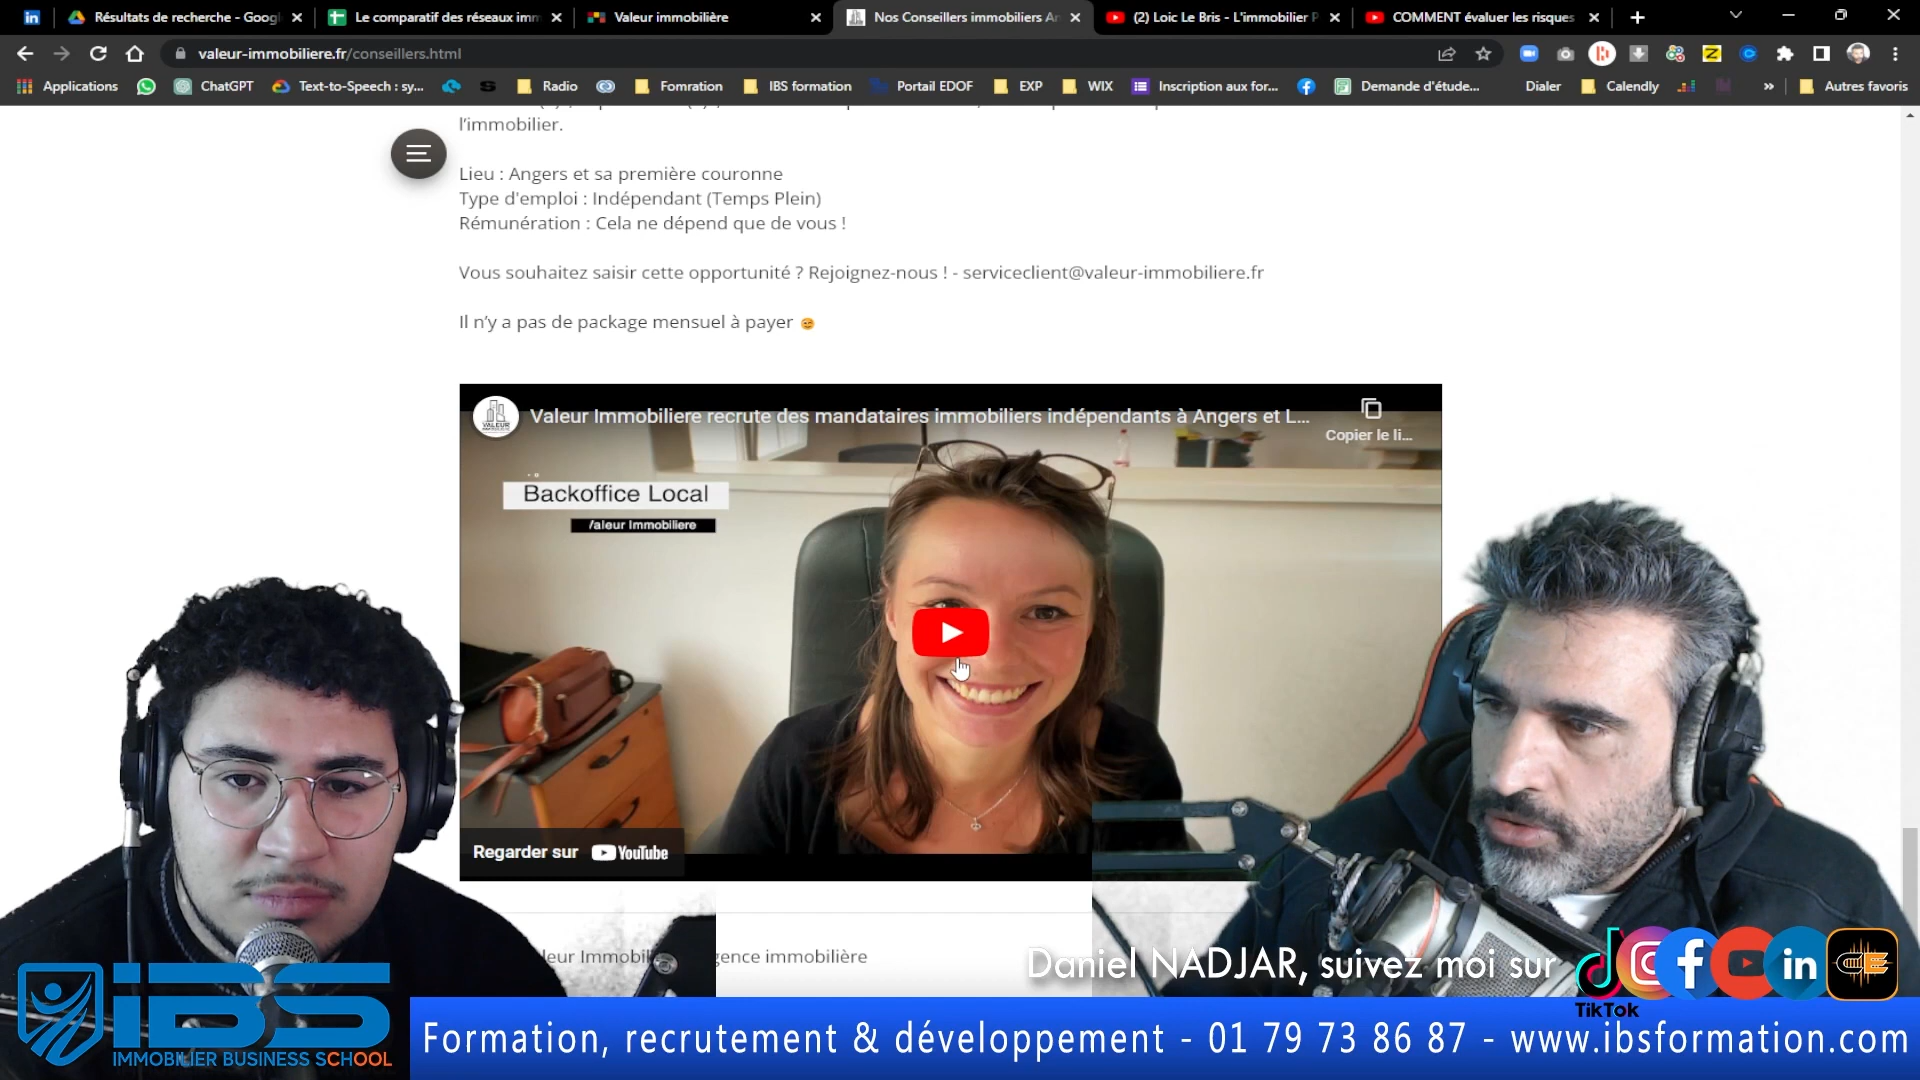 Résultats de recherche - Googl
Le comparatif des réseaux imm
Valeur immobilière
Nos Conseillers immobiliers An
(2) Loic Le Bris - L'immobilier P
COMMENT évaluer les risques
valeur-immobiliere.fr/conseillers.html
Applications
ChatGPT
Text-to-Speech : sy...
Radio
Fomration
IBS formation
Portail EDOF
EXP
WIX
Inscription aux for...
Demande d'étude...
Dialer
Calendly
»
Autres favoris
l'immobilier.
Lieu : Angers et sa première couronne
Type d'emploi : Indépendant (Temps Plein)
Rémunération : Cela ne dépend que de vous !
Vous souhaitez saisir cette opportunité ? Rejoignez-nous ! - serviceclient@valeur-immobiliere.fr
Il n'y a pas de package mensuel à payer 😊
VALEUR
Valeur Immobiliere recrute des mandataires immobiliers indépendants à Angers et L...
Copier le li...
Backoffice Local
/aleur Immobiliere
Regarder sur YouTube
leur Immobil gence immobilière
Daniel NADJAR, suivez moi sur
TikTok
iBS
IMMOBILIER BUSINESS SCHOOL
Formation, recrutement & développement - 01 79 73 86 87 - www.ibsformation.com